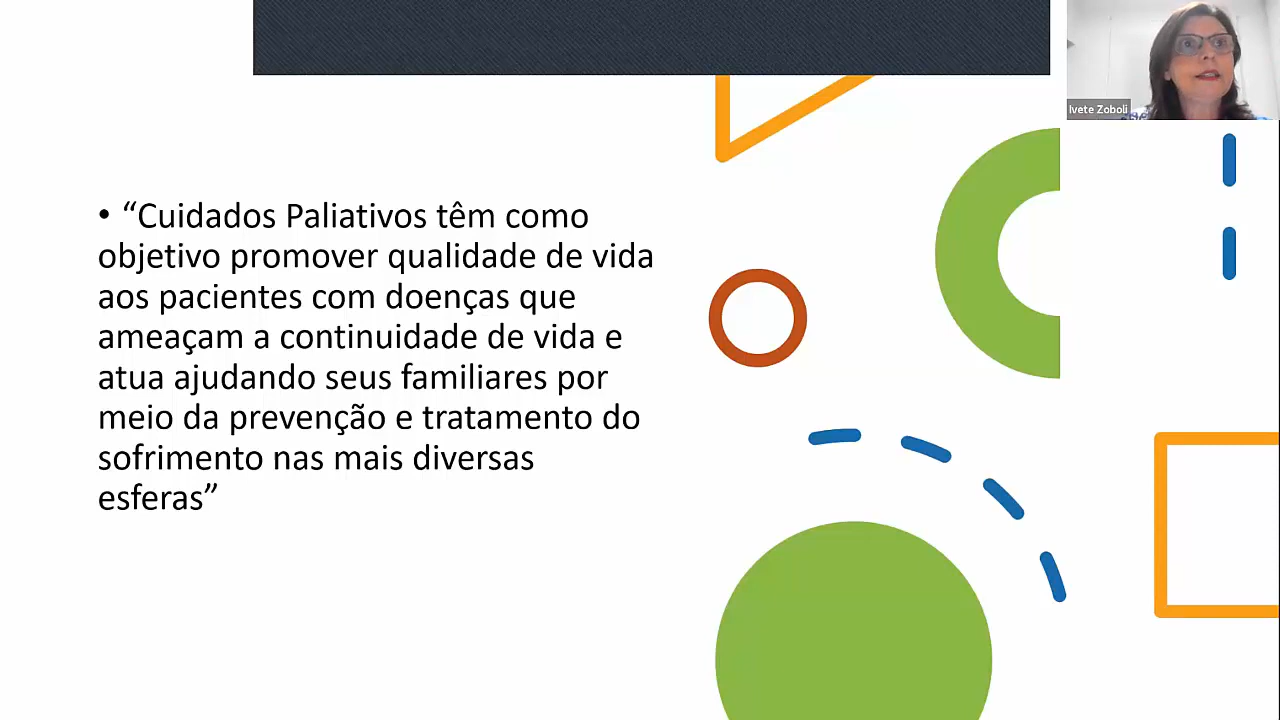 Ivete Zoboli
• “Cuidados Paliativos têm como
objetivo promover qualidade de vida
aos pacientes com doenças que
ameaçam a continuidade de vida e
atua ajudando seus familiares por
meio da prevenção e tratamento do
sofrimento nas mais diversas
esferas”